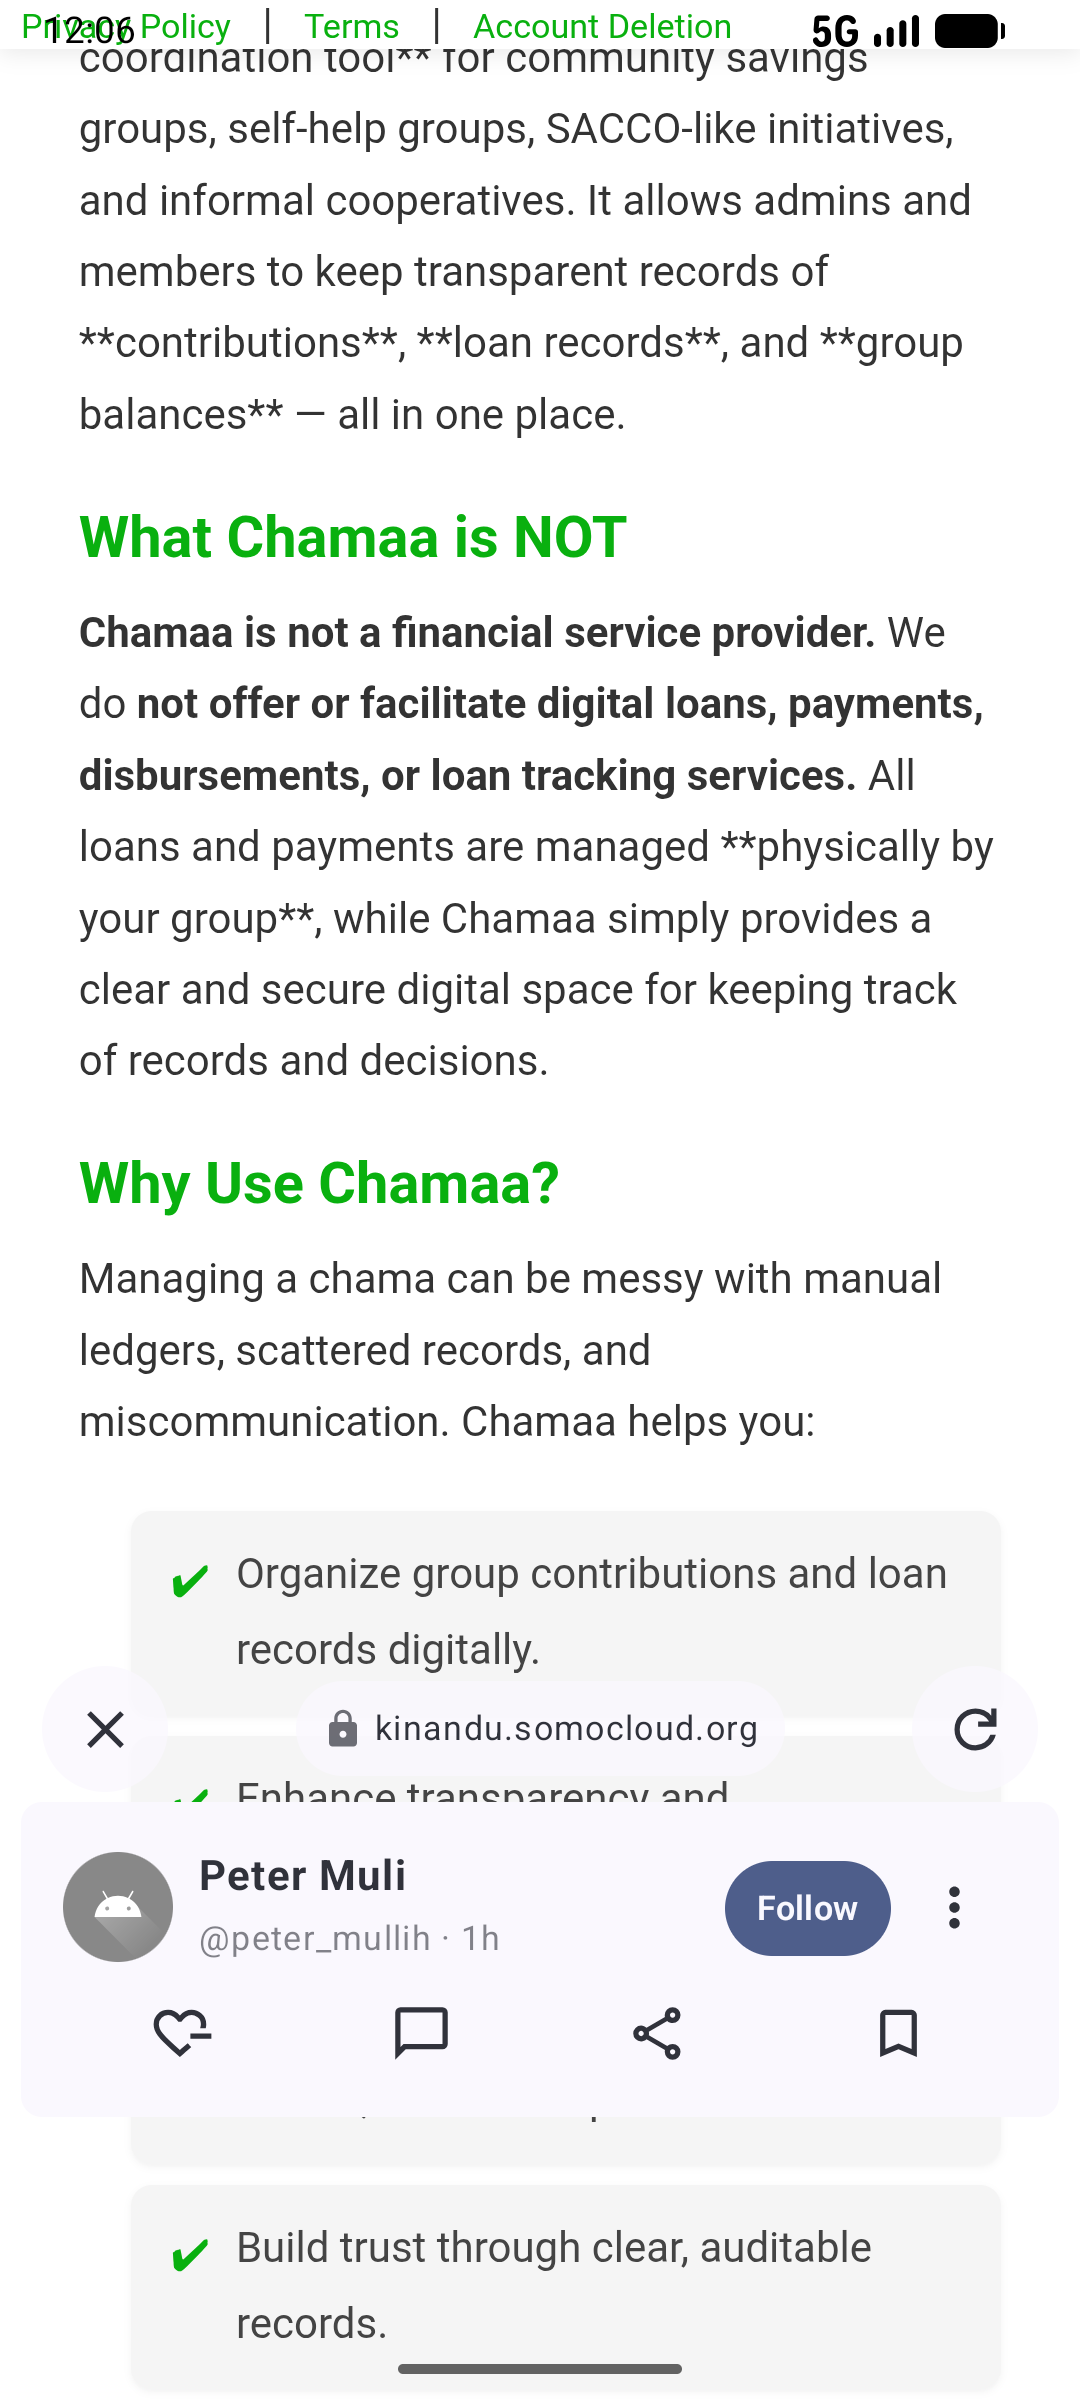 Privacy Policy | Terms | Account Deletion
12:06
5G
coordination tool** for community savings
groups, self-help groups, SACCO-like initiatives,
and informal cooperatives. It allows admins and
members to keep transparent records of
**contributions**, **loan records**, and **group
balances** — all in one place.
What Chamaa is NOT
Chamaa is not a financial service provider. We
do not offer or facilitate digital loans, payments,
disbursements, or loan tracking services. All
loans and payments are managed **physically by
your group**, while Chamaa simply provides a
clear and secure digital space for keeping track
of records and decisions.
Why Use Chamaa?
Managing a chama can be messy with manual
ledgers, scattered records, and
miscommunication. Chamaa helps you:
✔ Organize group contributions and loan
records digitally.
kinandu.somocloud.org
✔ Enhance transparency and
Peter Muli
Follow
@peter_mullih · 1h
✔ Build trust through clear, auditable
records.